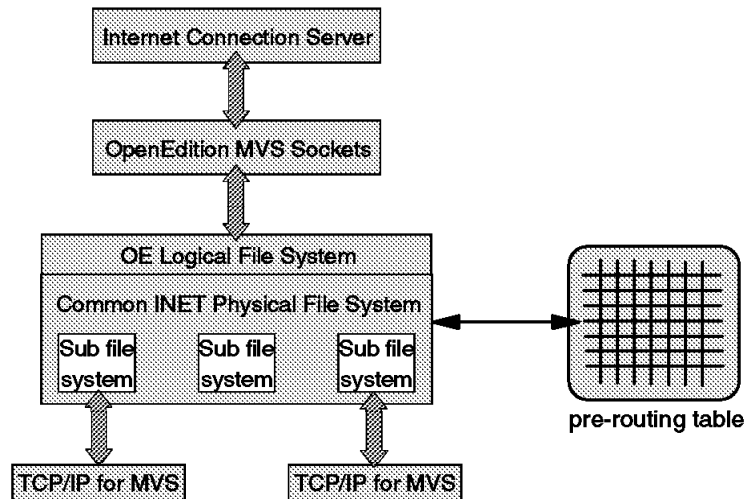 Internet Connection Server
OpenEdition MVS Sockets
OE Logical File System
Common INET Physical File System
Sub file
system
Sub file
system
Sub file
system
pre-routing table
TCP/IP for MVS
TCP/IP for MVS